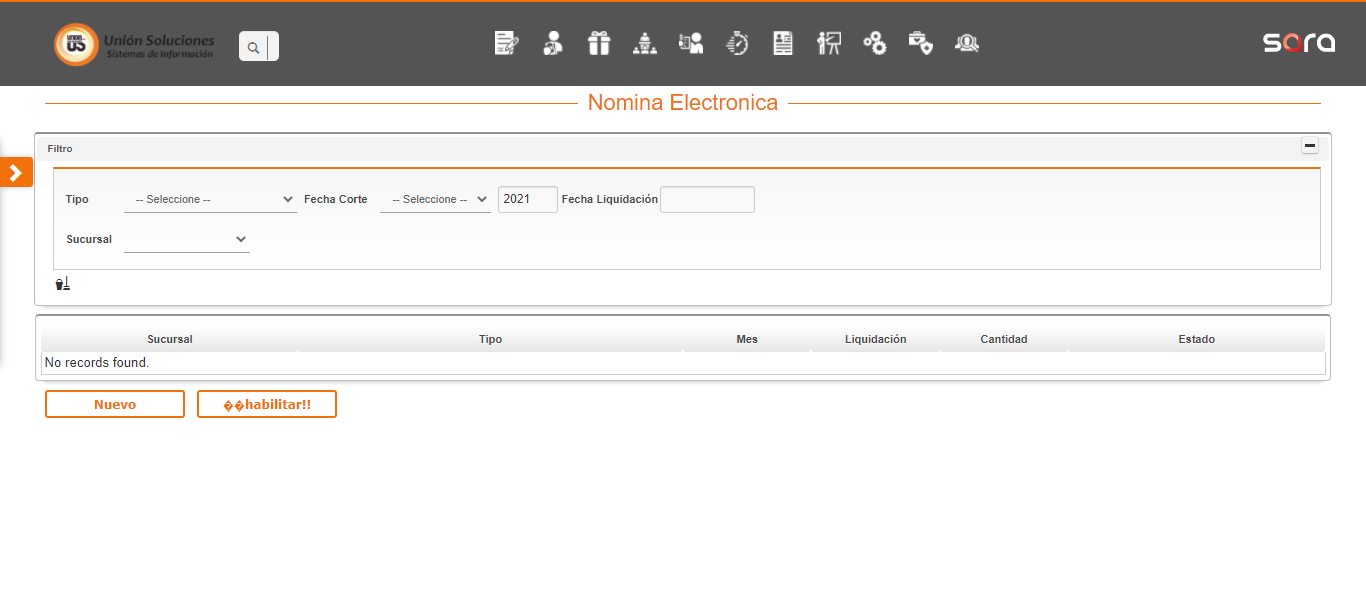 UNION
US
Unión Soluciones
Sistemas de Información
sara
Nomina Electronica
Filtro
Tipo -- Seleccione -- Fecha Corte -- Seleccione -- 2021 Fecha Liquidación
Sucursal
Sucursal Tipo Mes Liquidación Cantidad Estado
No records found.
Nuevo ��habilitar!!